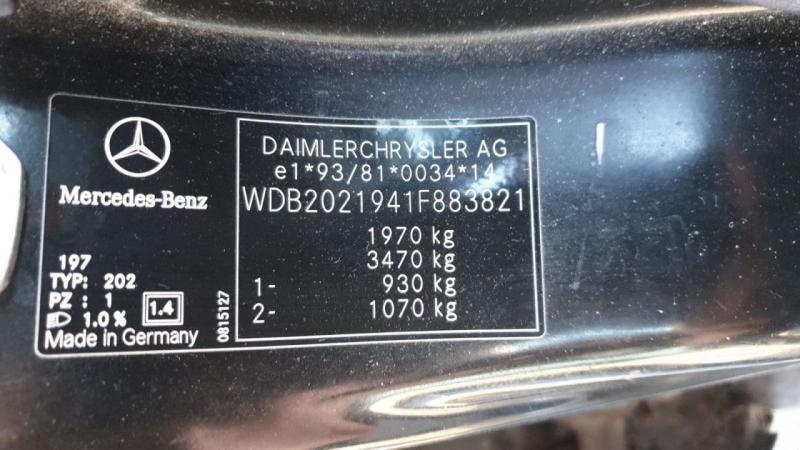 Mercedes-Benz
197
TYP: 202
PZ : 1
1.0%
1.4
Made in Germany
0815127
DAIMLERCHRYSLER AG
e1*93/81*0034*14
WDB2021941F883821
1970 kg
3470 kg
1- 930 kg
2- 1070 kg